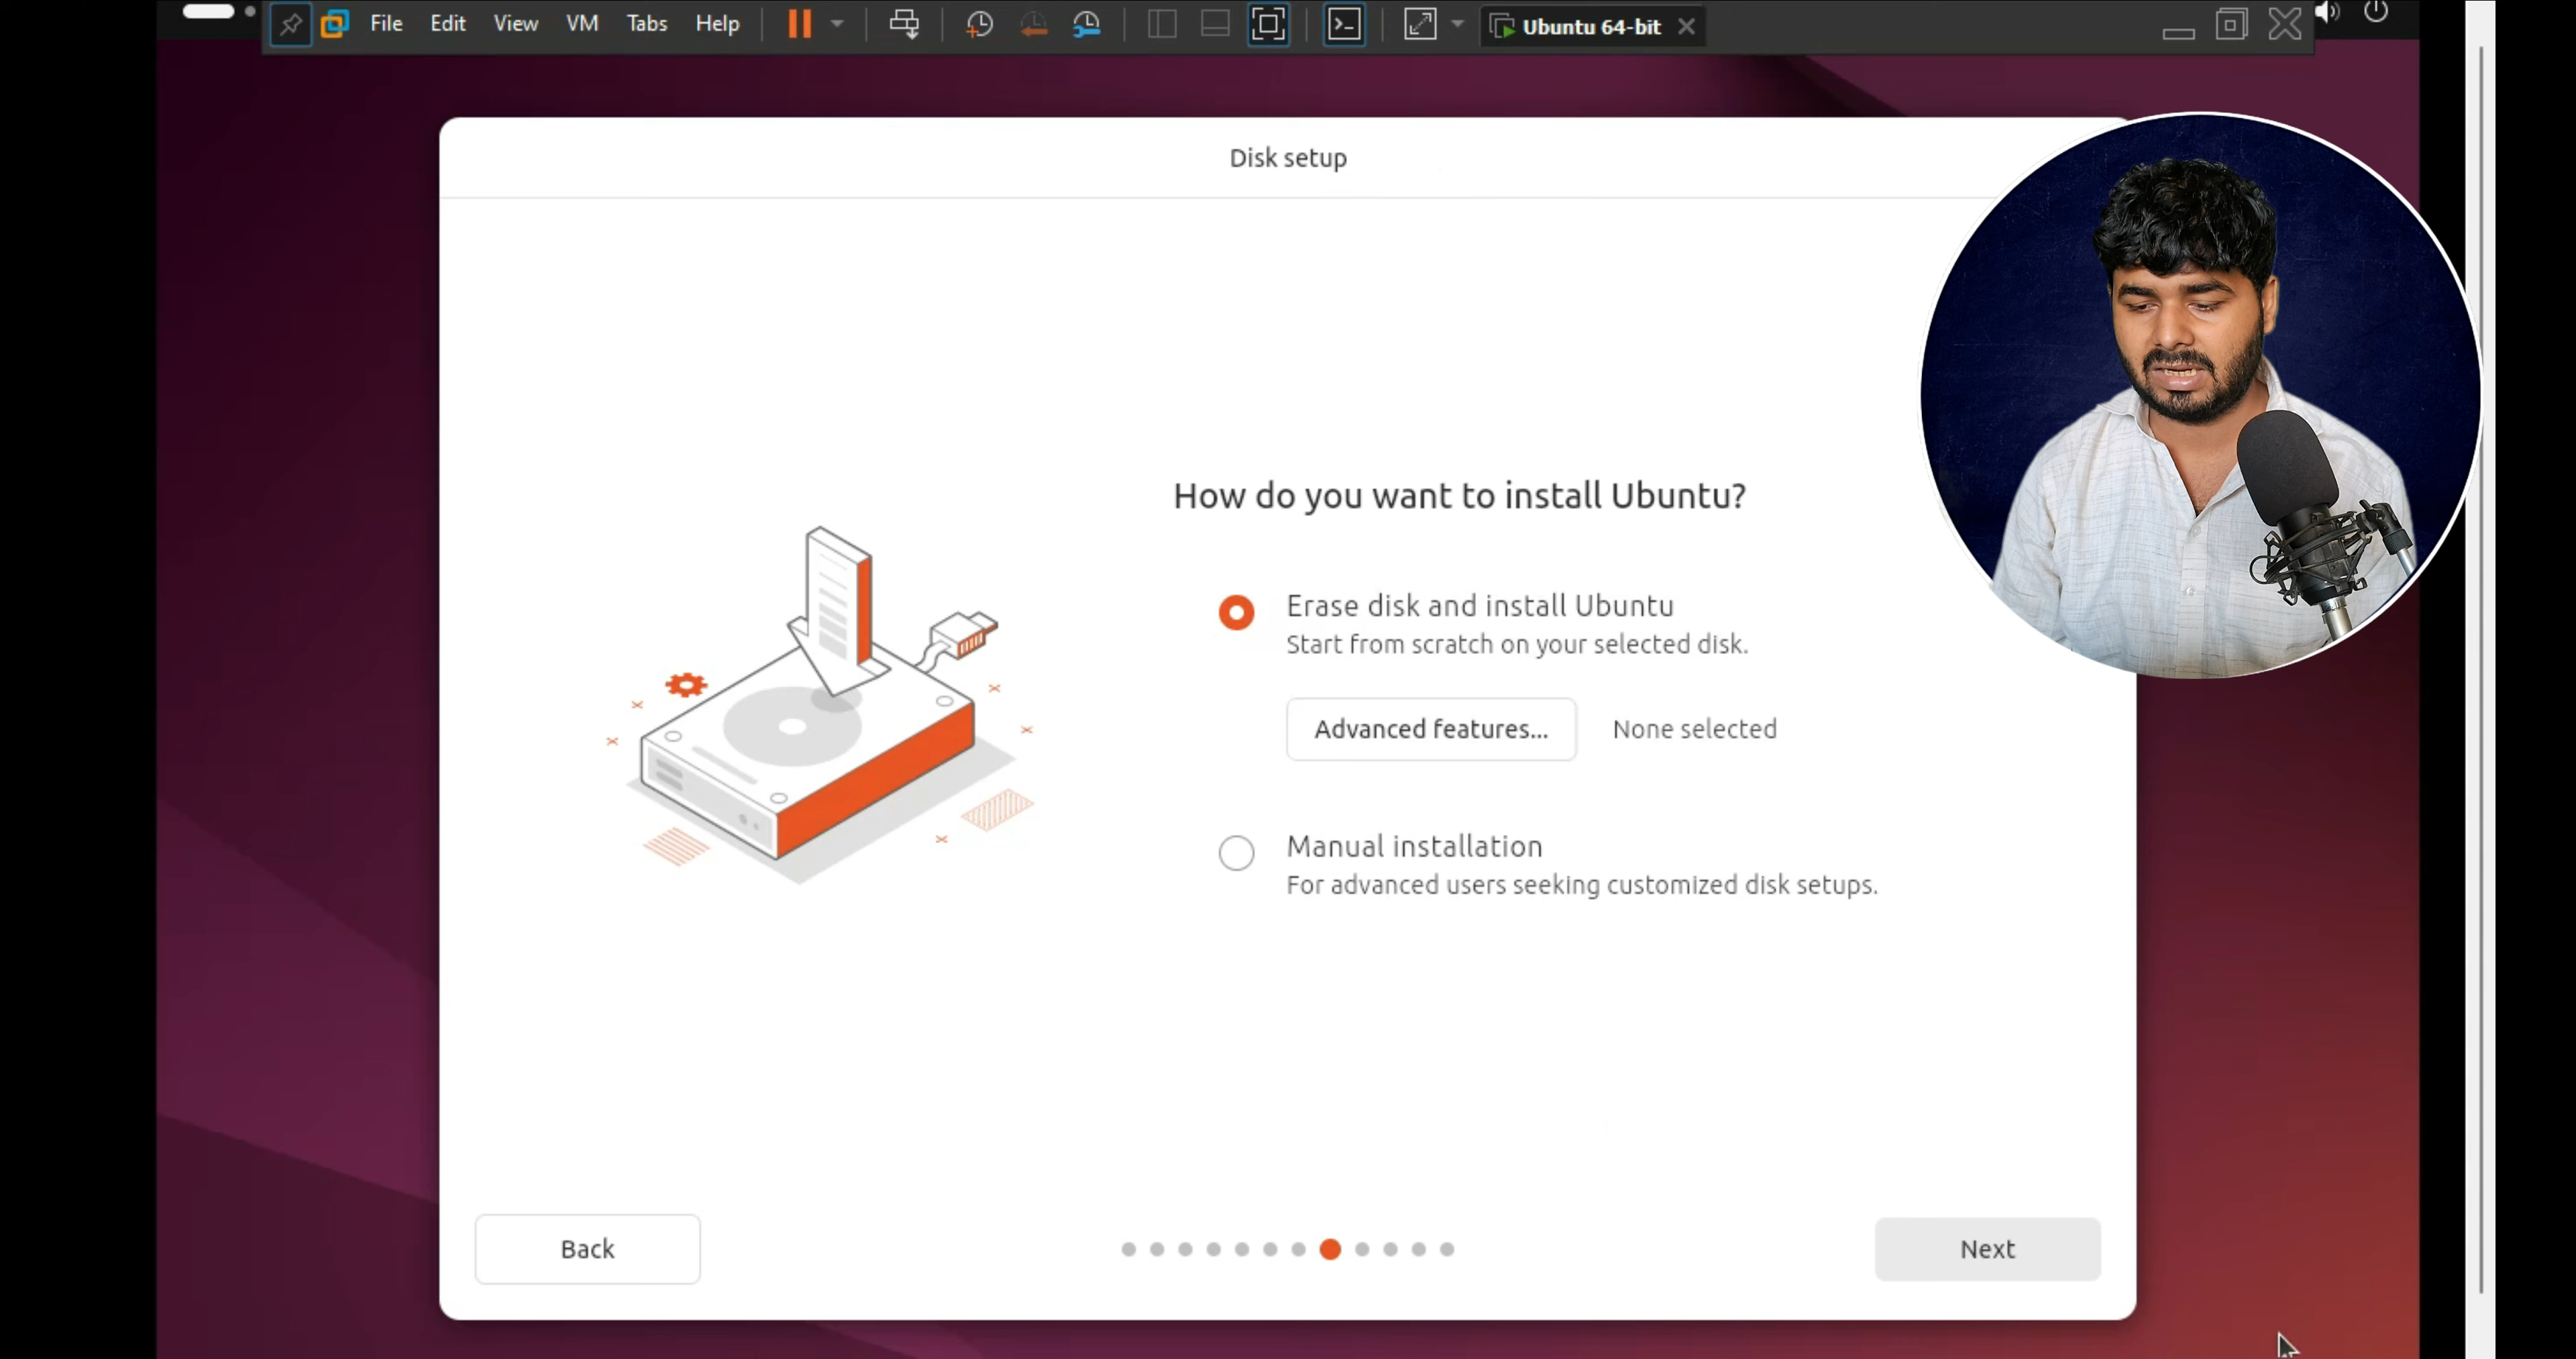 File Edit View VM Tabs Help Ubuntu 64-bit
Disk setup
How do you want to install Ubuntu?
Erase disk and install Ubuntu
Start from scratch on your selected disk.
Advanced features... None selected
Manual installation
For advanced users seeking customized disk setups.
Back Next